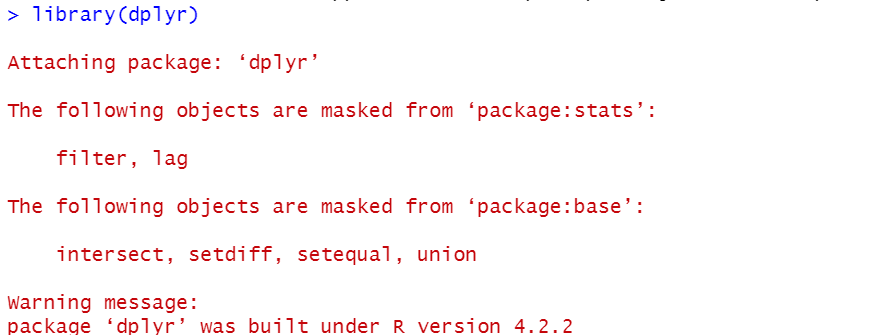 > library(dplyr)
Attaching package: ‘dplyr’
The following objects are masked from ‘package:stats’:
filter, lag
The following objects are masked from ‘package:base’:
intersect, setdiff, setequal, union
Warning message:
package ‘dplyr’ was built under R version 4.2.2